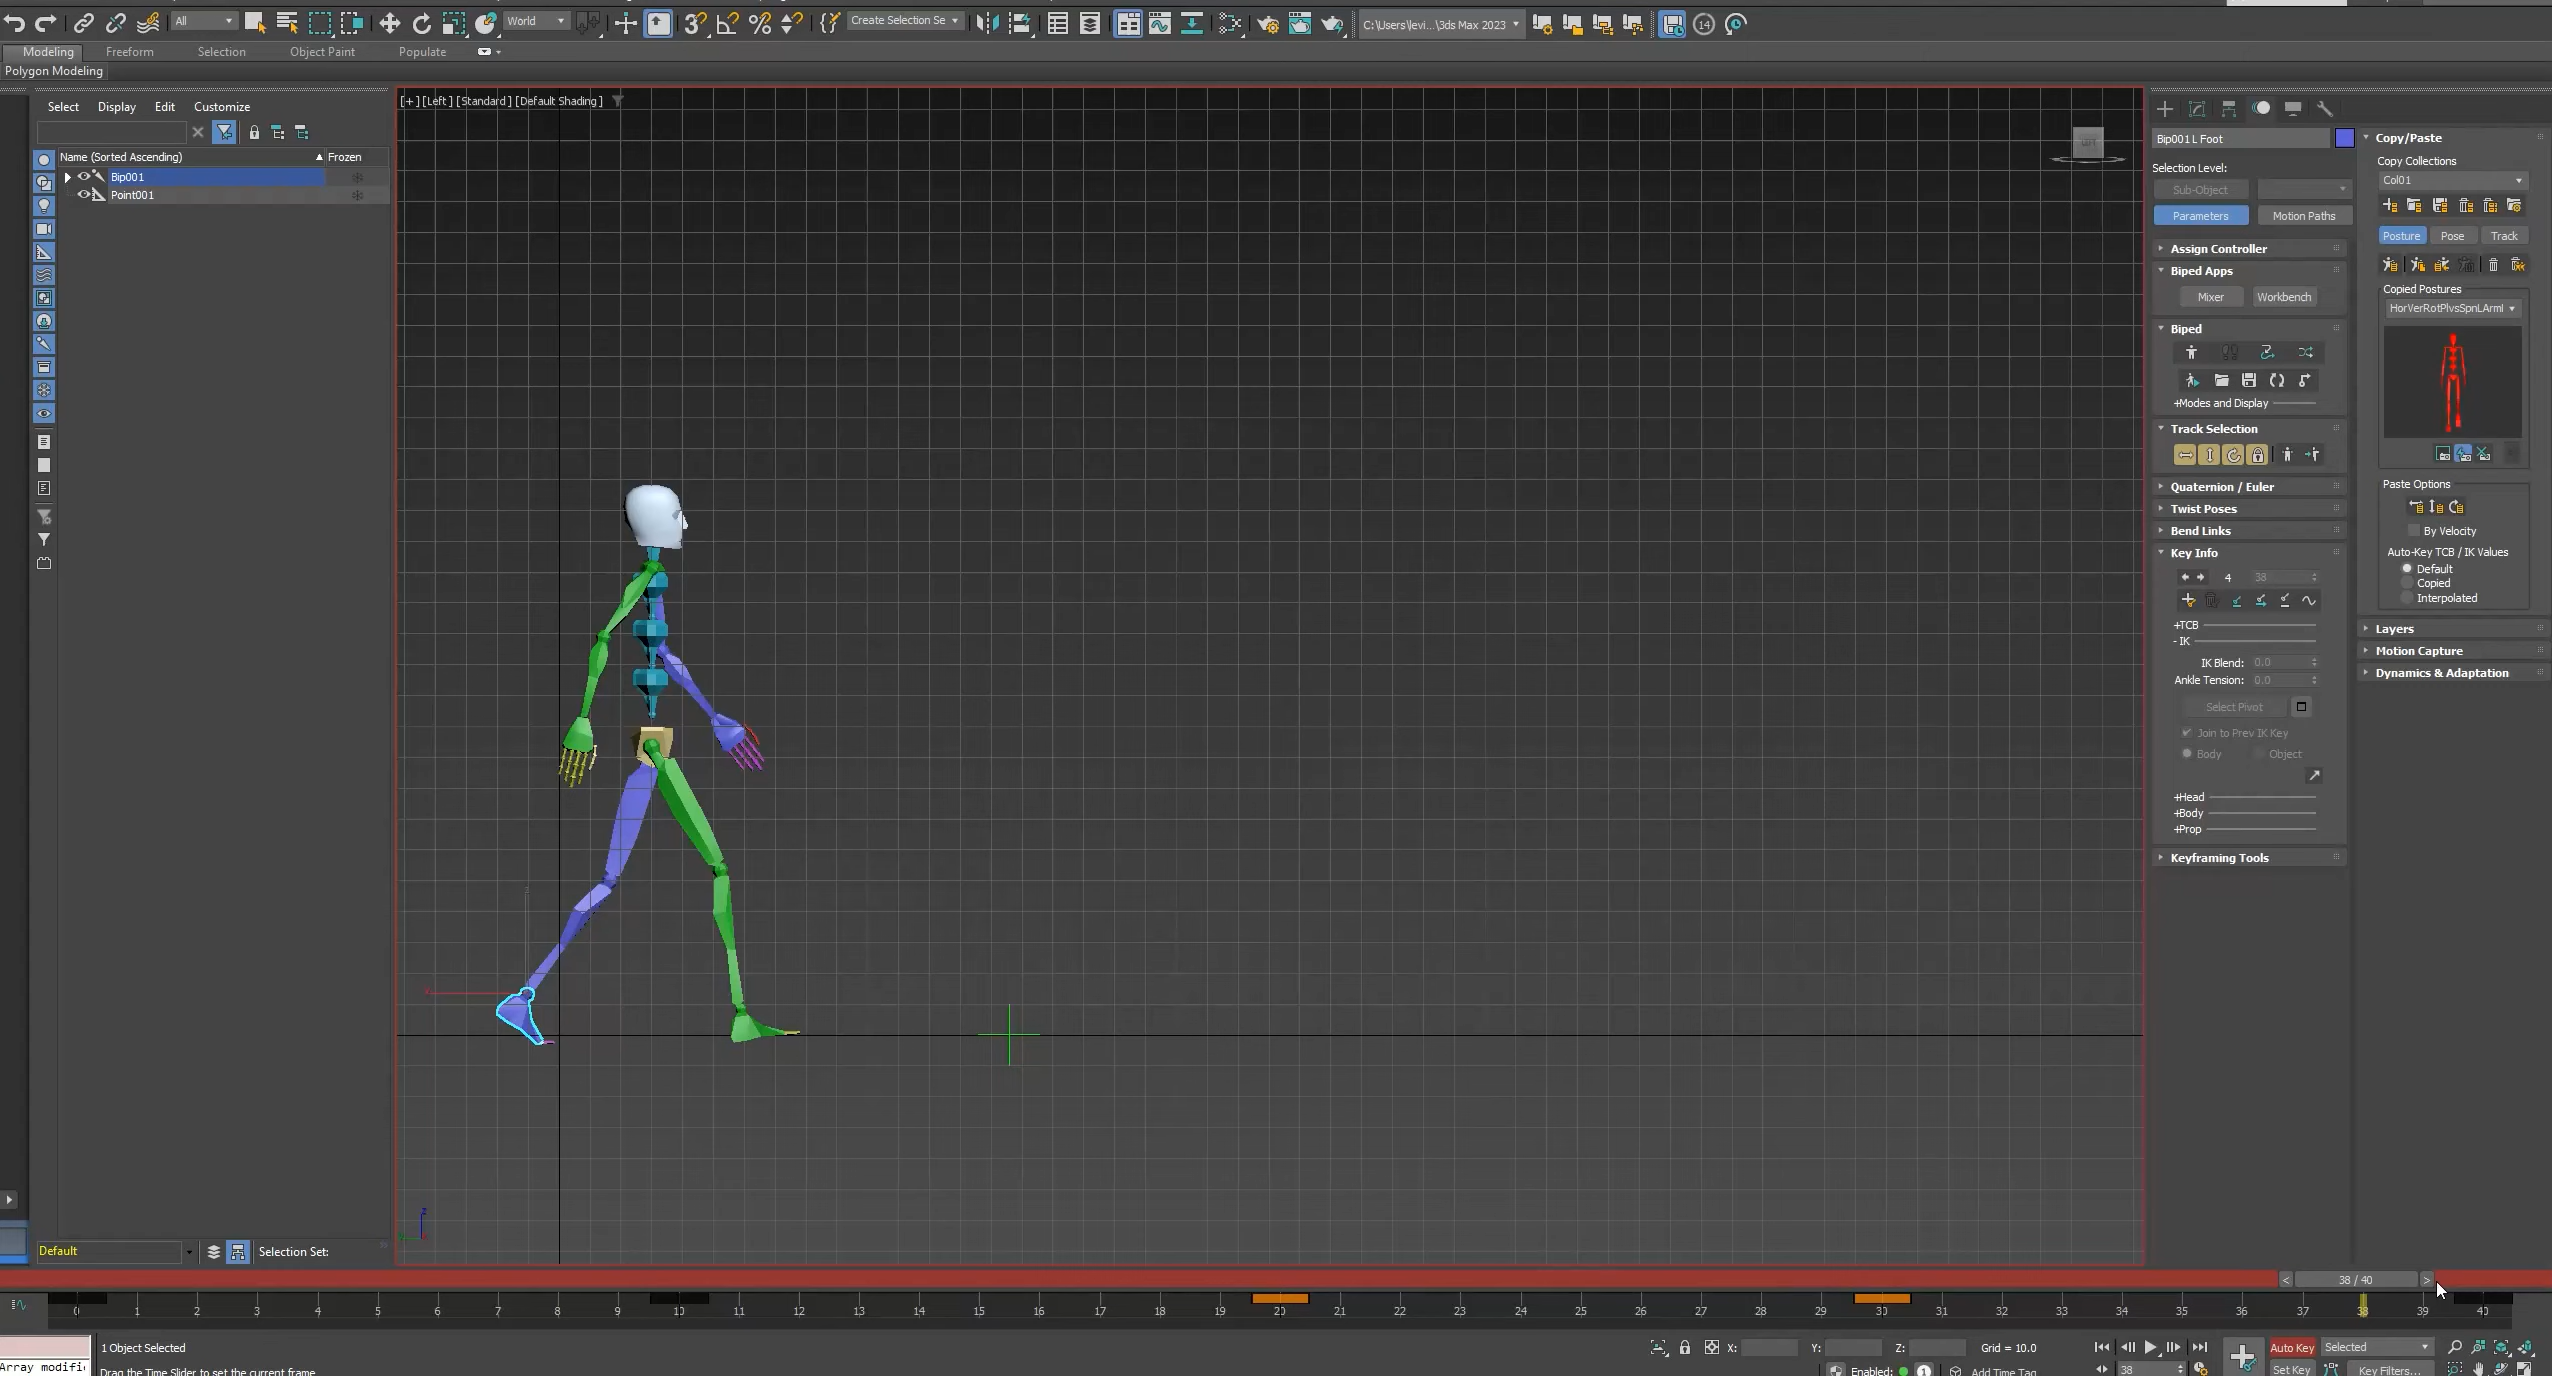 All
World
Create Selection Se
C:\Users\levi...\3ds Max 2023
14
Modeling Freeform Selection Object Paint Populate
Polygon Modeling
Select Display Edit Customize
Name (Sorted Ascending) Frozen
Bip001
Point001
[+] [Left] [Standard] [Default Shading]
LEFT
Bip001 L Foot
Selection Level:
Sub-Object
Parameters Motion Paths
Assign Controller
Biped Apps
Mixer Workbench
Biped
+Modes and Display
Track Selection
Quaternion / Euler
Twist Poses
Bend Links
Key Info
4 38
+TCB
- IK
IK Blend: 0.0
Ankle Tension: 0.0
Select Pivot
Join to Prev IK Key
Body Object
+Head
+Body
+Prop
Keyframing Tools
Copy/Paste
Copy Collections
Col01
Posture Pose Track
Copied Postures
HorVerRotPlvsSpnLArmI
Paste Options
By Velocity
Auto-Key TCB / IK Values
Default
Copied
Interpolated
Layers
Motion Capture
Dynamics & Adaptation
Default
Selection Set:
< 38 / 40 >
0 1 2 3 4 5 6 7 8 9 10 11 12 13 14 15 16 17 18 19 20 21 22 23 24 25 26 27 28 29 30 31 32 33 34 35 36 37 38 39 40
1 Object Selected
X: Y: Z: Grid = 10.0
Auto Key Selected
Array modifi
Drag the Time Slider to set the current frame
Enabled: 1 Add Time Tag
38
Set Key Key Filters...